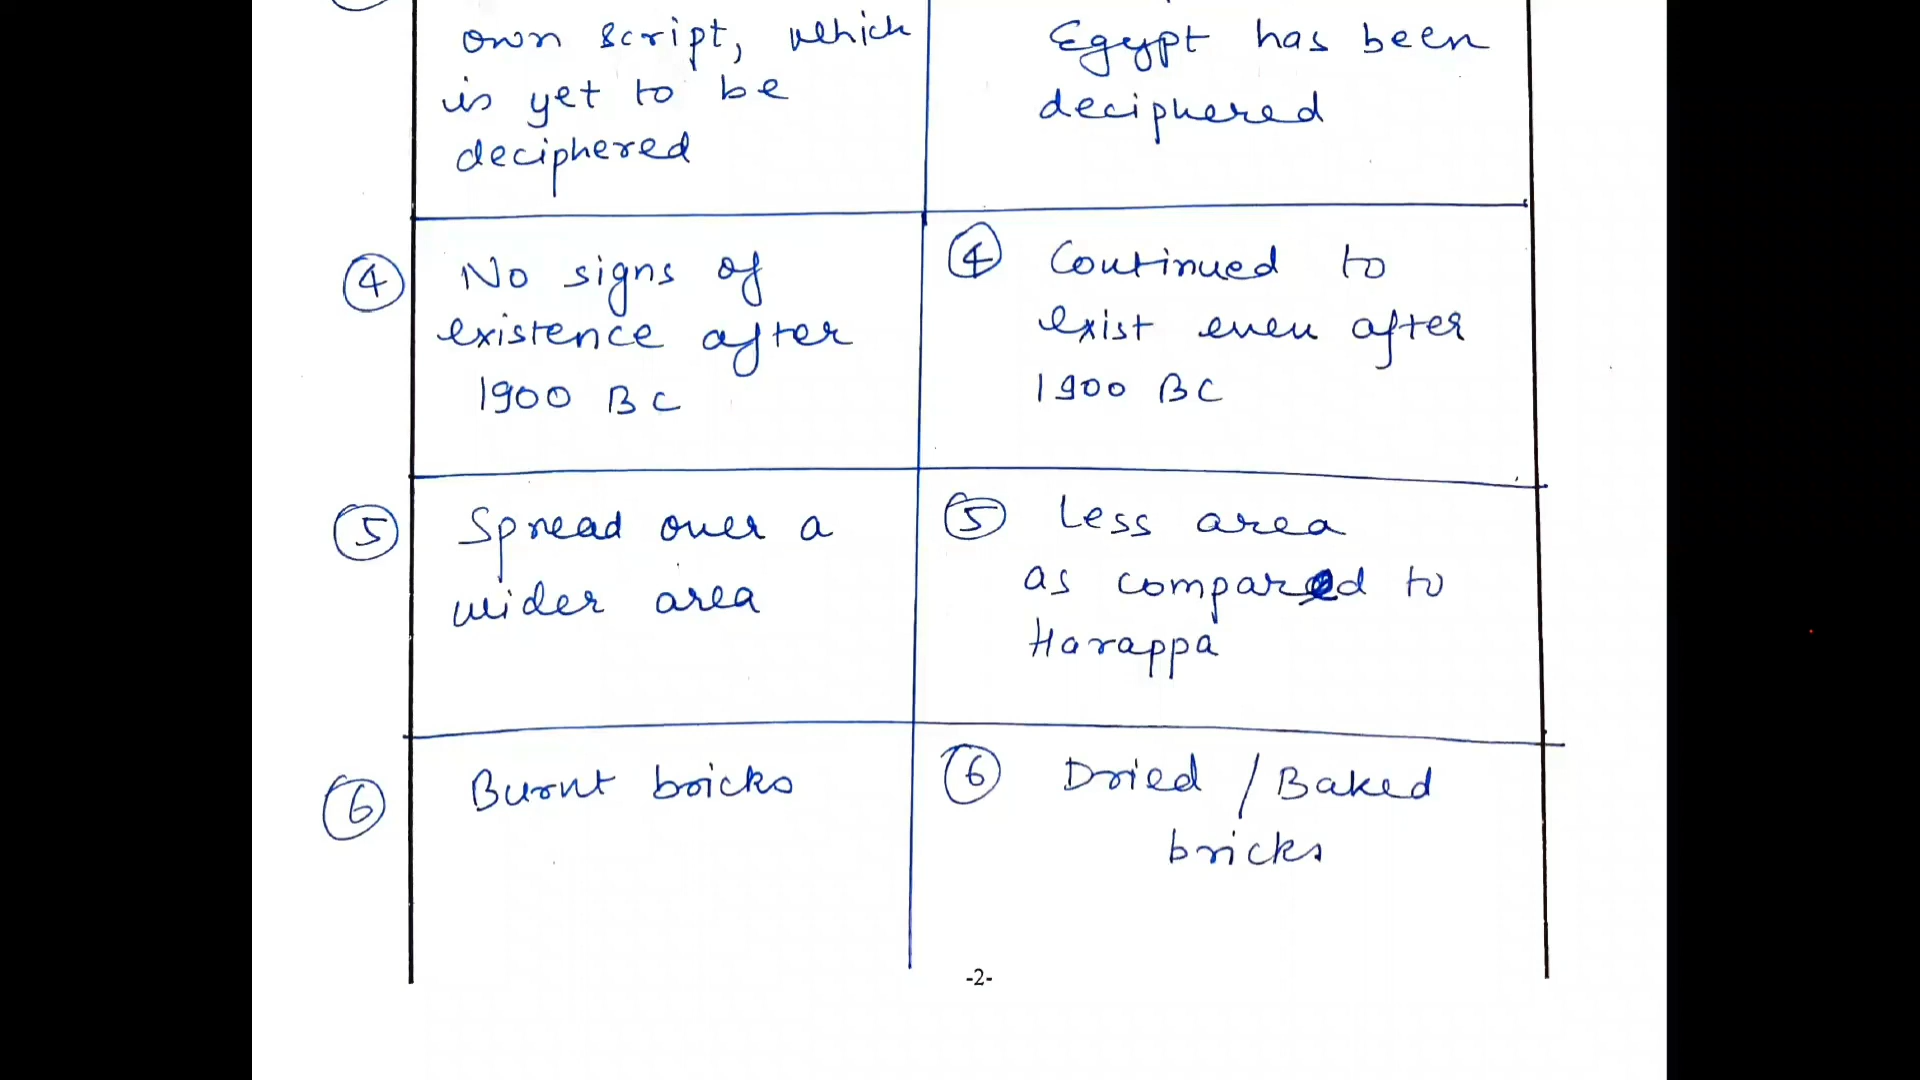 own script, which
is yet to be
deciphered
Egypt has been
deciphered
4 No signs of
existence after
1900 BC
4 Continued to
exist even after
1900 BC
5 Spread over a
wider area
5 Less area
as compared to
Harappa
6 Burnt bricks
6 Dried / Baked
bricks
-2-